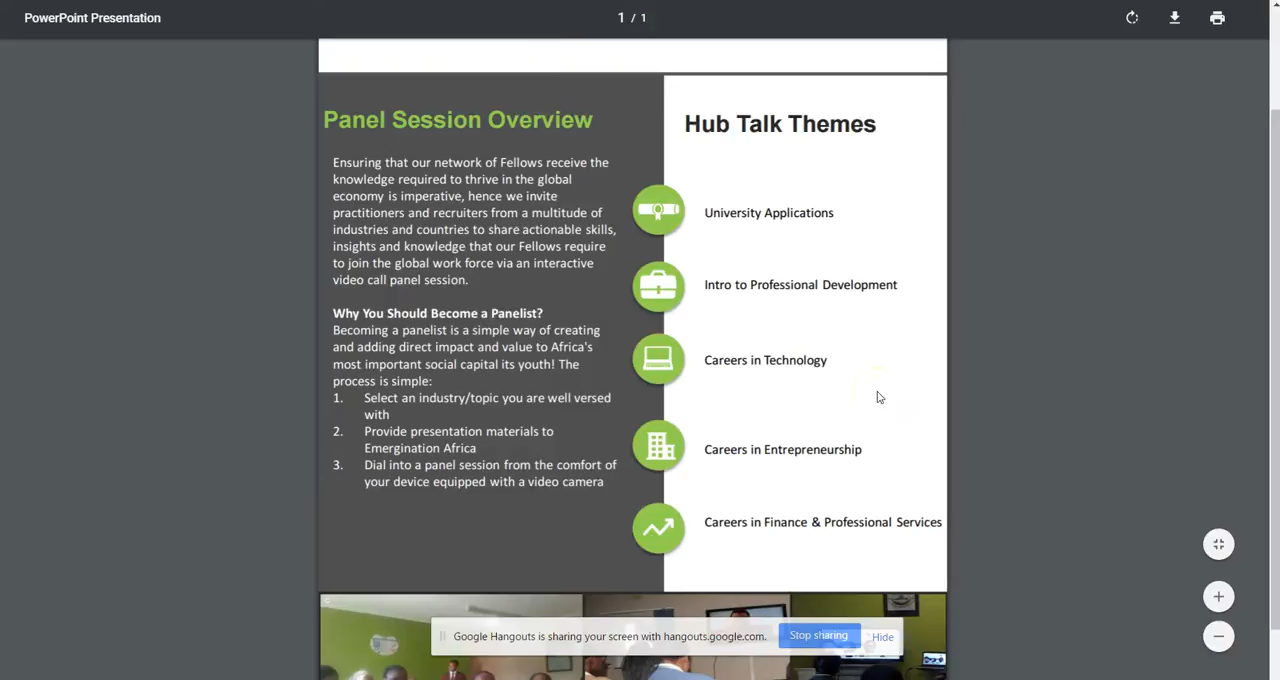 PowerPoint Presentation
1 / 1
Panel Session Overview
Ensuring that our network of Fellows receive the
knowledge required to thrive in the global
economy is imperative, hence we invite
practitioners and recruiters from a multitude of
industries and countries to share actionable skills,
insights and knowledge that our Fellows require
to join the global work force via an interactive
video call panel session.
Why You Should Become a Panelist?
Becoming a panelist is a simple way of creating
and adding direct impact and value to Africa's
most important social capital its youth! The
process is simple:
1. Select an industry/topic you are well versed
with
2. Provide presentation materials to
Emergination Africa
3. Dial into a panel session from the comfort of
your device equipped with a video camera
Hub Talk Themes
University Applications
Intro to Professional Development
Careers in Technology
Careers in Entrepreneurship
Careers in Finance & Professional Services
Google Hangouts is sharing your screen with hangouts.google.com.
Stop sharing
Hide